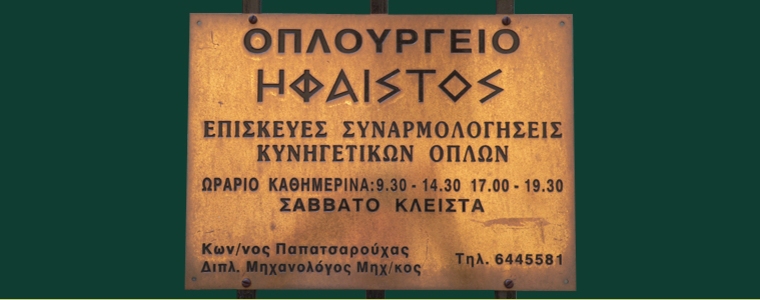 ΟΠΛΟΥΡΓΕΙΟ
ΗΦΑΙSΤΟS
ΕΠΙΣΚΕΥΕΣ ΣΥΝΑΡΜΟΛΟΓΗΣΕΙΣ
ΚΥΝΗΓΕΤΙΚΩΝ ΟΠΛΩΝ
ΩΡΑΡΙΟ ΚΑΘΗΜΕΡΙΝΑ:9.30 - 14.30 17.00 - 19.30
ΣΑΒΒΑΤΟ ΚΛΕΙΣΤΑ
Κων/νος Παπατσαρούχας
Διπλ. Μηχανολόγος Μηχ/κος
Τηλ. 6445581